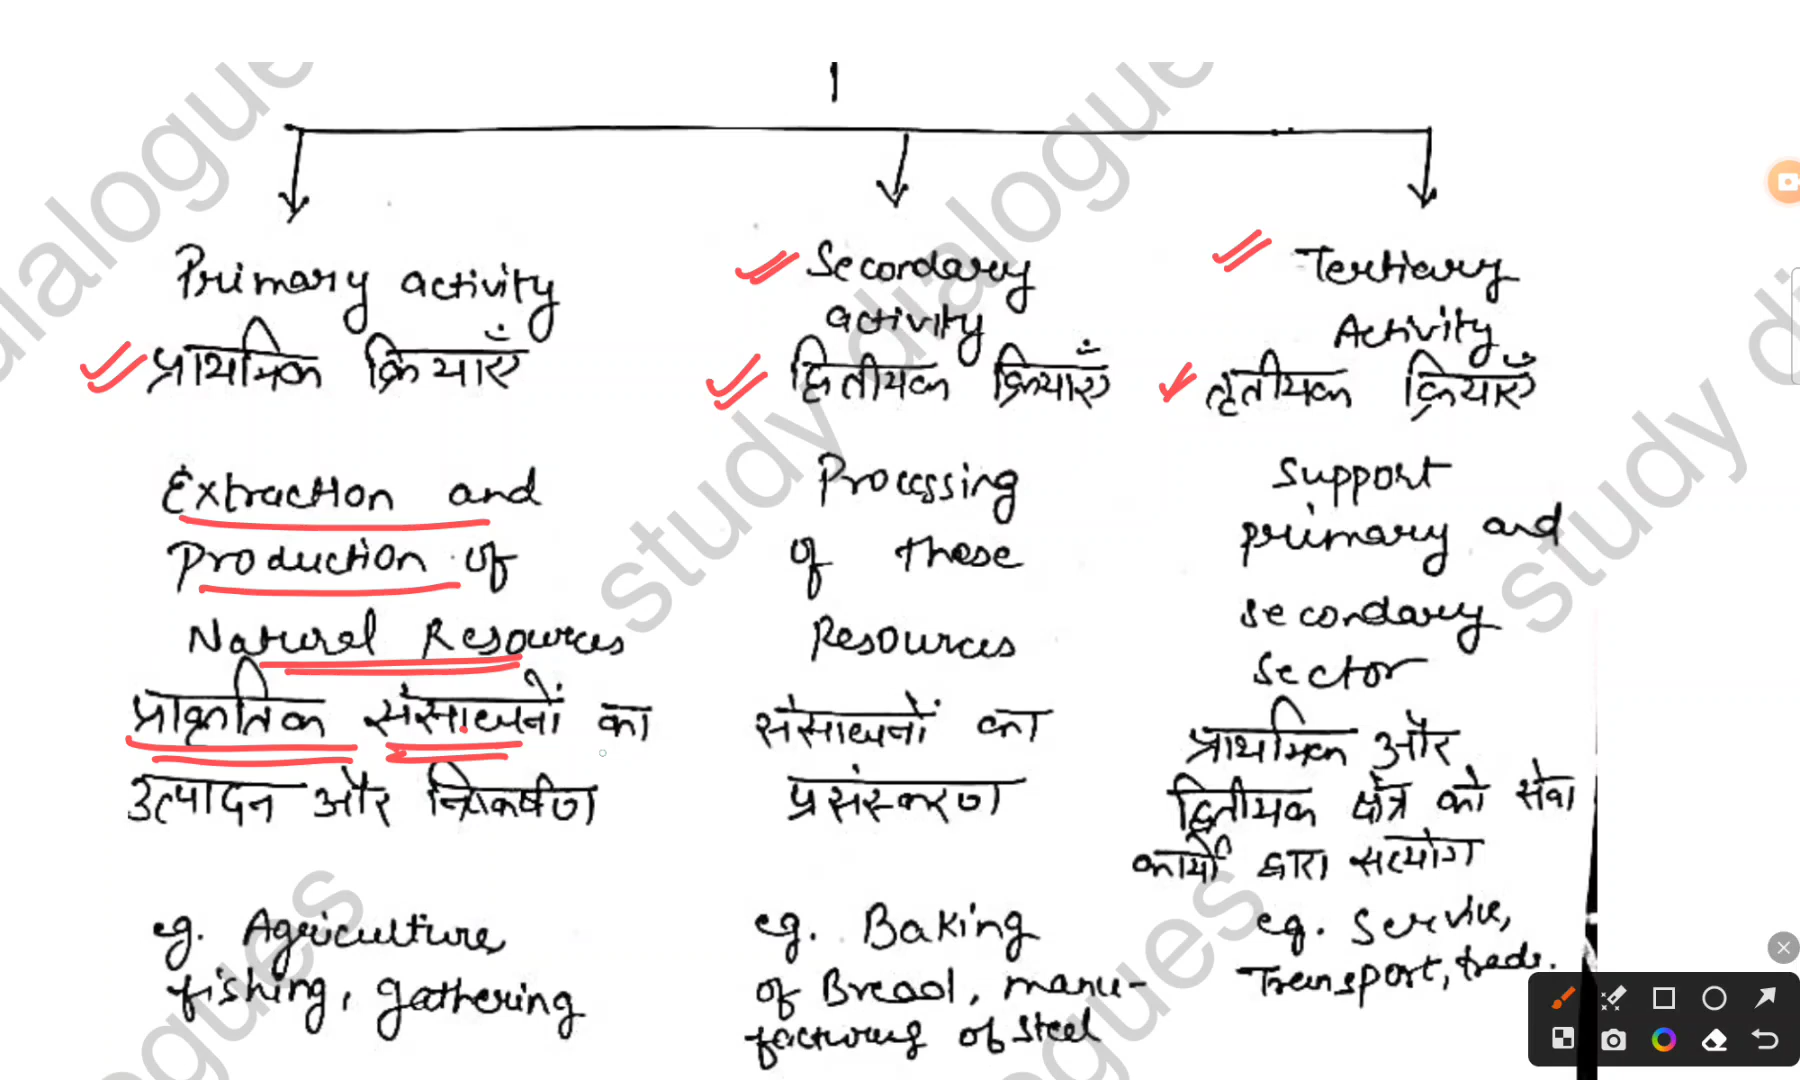 Primary activity
प्राथमिक क्रियाएं
Extraction and
Production of
Natural Resources
प्राकृतिक संसाधनों का
उत्पादन और निष्कर्षण
eg. Agriculture,
fishing, gathering
Secondary
activity
द्वितीयक क्रियाएं
Processing
of these
Resources
संसाधनों का
प्रसंस्करण
eg. Baking
of Bread, manu-
facturing of steel
Tertiary
Activity
तृतीयक क्रियाएं
Support
primary and
secondary
sector
प्राथमिक और
द्वितीयक क्षेत्र को सेवा
कार्यों द्वारा सहयोग
eg. Service,
Transport, trade.
study dialogues